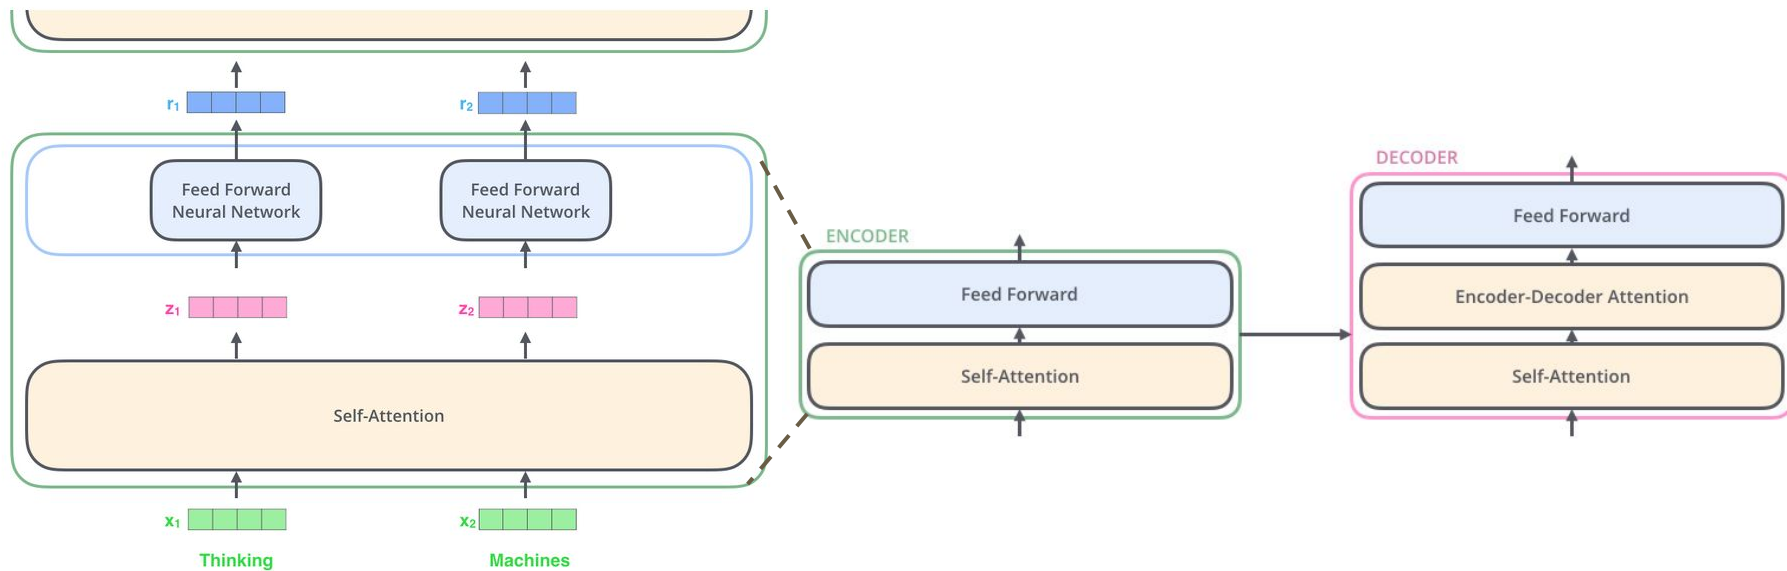 r1
r2
Feed Forward
Neural Network
Feed Forward
Neural Network
z1
z2
Self-Attention
x1
x2
Thinking
Machines
ENCODER
Feed Forward
Self-Attention
DECODER
Feed Forward
Encoder-Decoder Attention
Self-Attention